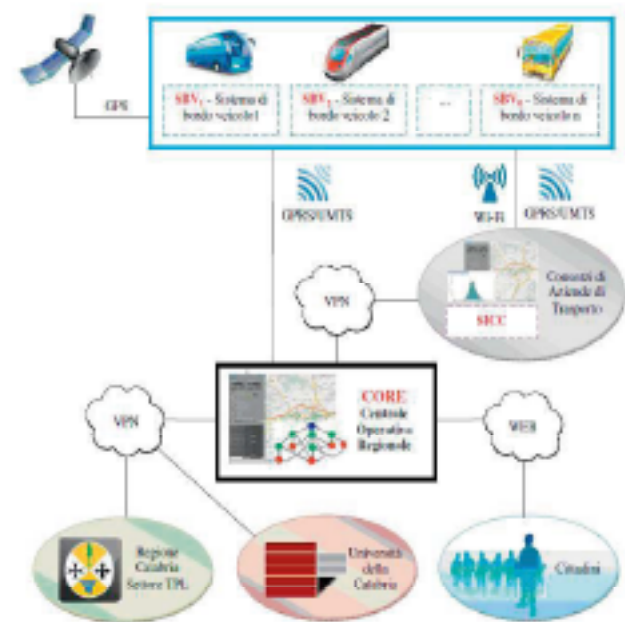 GPS
SBV1 - Sistema di
bordo veicolo1
SBV2 - Sistema di
bordo veicolo 2
...
SBVn - Sistema di
bordo veicolo n
GPRS/UMTS
Wi-Fi
GPRS/UMTS
Consorzi di
Aziende di
Trasporto
SICC
VPN
CORE
Centrale
Operativa
Regionale
VPN
WEB
Regione
Calabria
Settore TPL
Università
della
Calabria
Cittadini